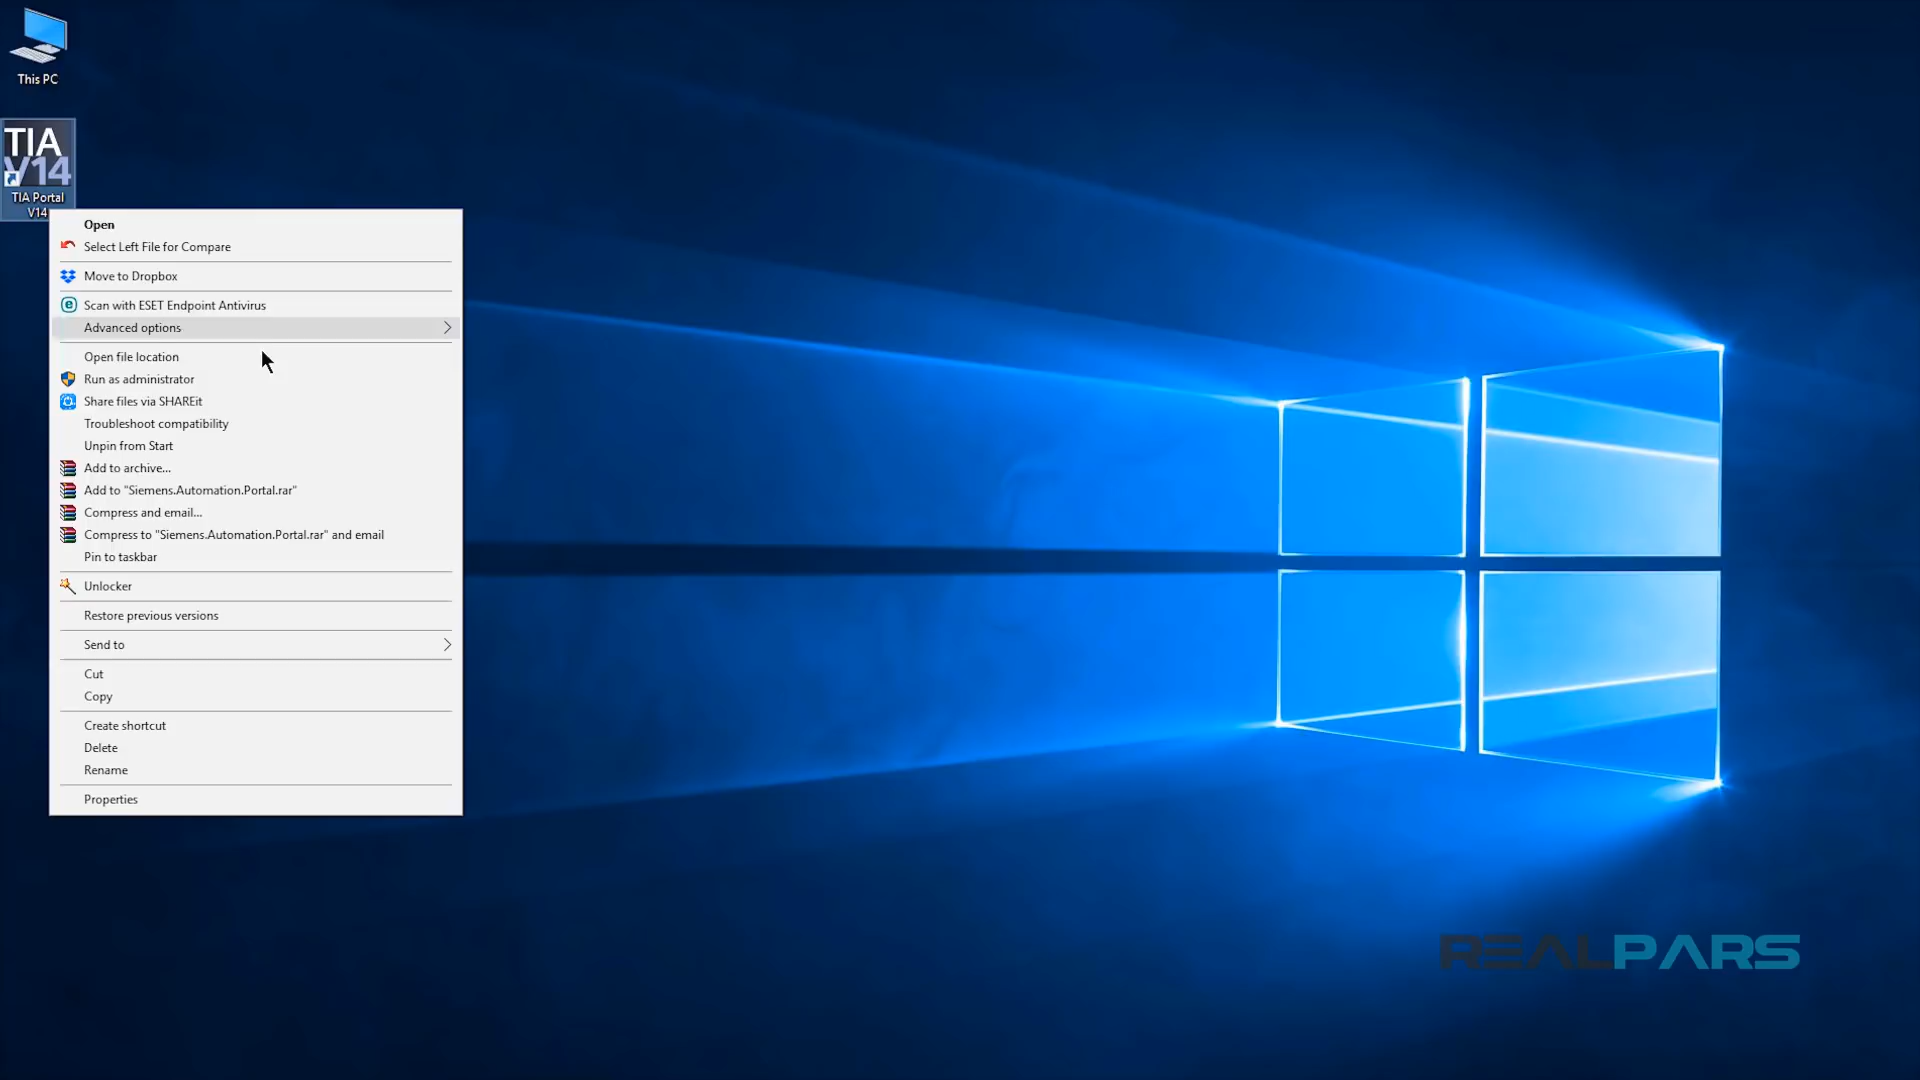 This PC
TIA
V14
TIA Portal
V14
Open
Select Left File for Compare
Move to Dropbox
Scan with ESET Endpoint Antivirus
Advanced options
Open file location
Run as administrator
Share files via SHAREit
Troubleshoot compatibility
Unpin from Start
Add to archive...
Add to "Siemens.Automation.Portal.rar"
Compress and email...
Compress to "Siemens.Automation.Portal.rar" and email
Pin to taskbar
Unlocker
Restore previous versions
Send to
Cut
Copy
Create shortcut
Delete
Rename
Properties
REALPARS